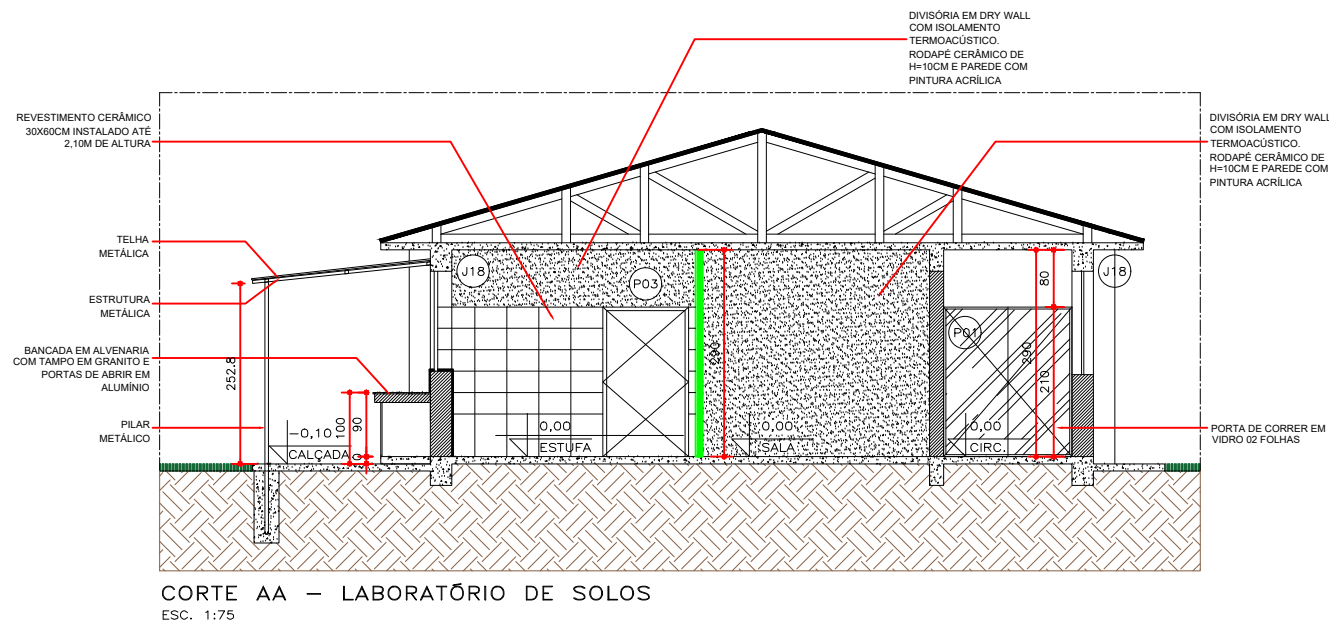 DIVISÓRIA EM DRY WALL
COM ISOLAMENTO
TERMOACÚSTICO.
RODAPÉ CERÂMICO DE
H=10CM E PAREDE COM
PINTURA ACRÍLICA
REVESTIMENTO CERÂMICO
30X60CM INSTALADO ATÉ
2,10M DE ALTURA
DIVISÓRIA EM DRY WALL
COM ISOLAMENTO
TERMOACÚSTICO.
RODAPÉ CERÂMICO DE
H=10CM E PAREDE COM
PINTURA ACRÍLICA
TELHA
METÁLICA
ESTRUTURA
METÁLICA
BANCADA EM ALVENARIA
COM TAMPO EM GRANITO E
PORTAS DE ABRIR EM
ALUMÍNIO
PILAR
METÁLICO
J18
P03
J18
80
P01
252.8
290
290
210
100
90
-0,10
CALÇADA
0,00
ESTUFA
0,00
SALA
0,00
CIRC.
PORTA DE CORRER EM
VIDRO 02 FOLHAS
CORTE AA - LABORATÓRIO DE SOLOS
ESC. 1:75